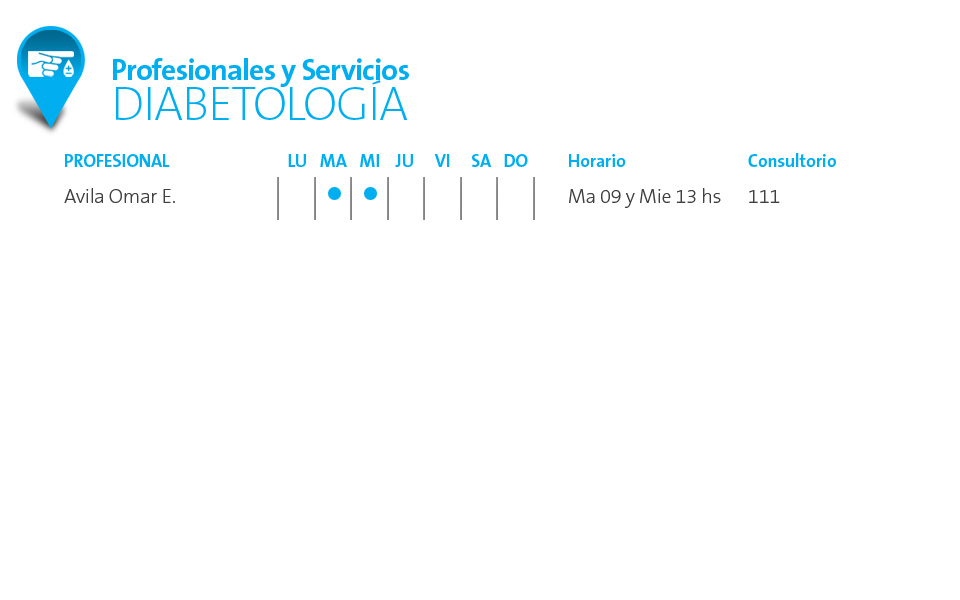 Profesionales y Servicios
DIABETOLOGÍA
PROFESIONAL LU MA MI JU VI SA DO Horario Consultorio
Avila Omar E. Ma 09 y Mie 13 hs 111